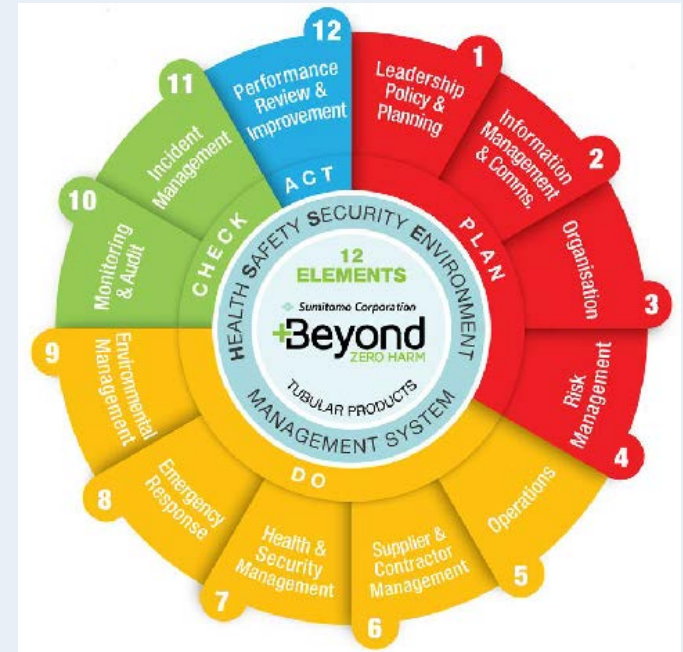 12
Performance
Review &
Improvement
1
Leadership
Policy &
Planning
2
Information
Management
& Comms.
3
Organisation
4
Risk
Management
5
Operations
6
Supplier &
Contractor
Management
7
Health &
Security
Management
8
Emergency
Response
9
Environmental
Management
10
Monitoring
& Audit
11
Incident
Management
ACT
PLAN
DO
CHECK
HEALTH SAFETY SECURITY ENVIRONMENT
MANAGEMENT SYSTEM
12
ELEMENTS
Sumitomo Corporation
+Beyond
ZERO HARM
TUBULAR PRODUCTS